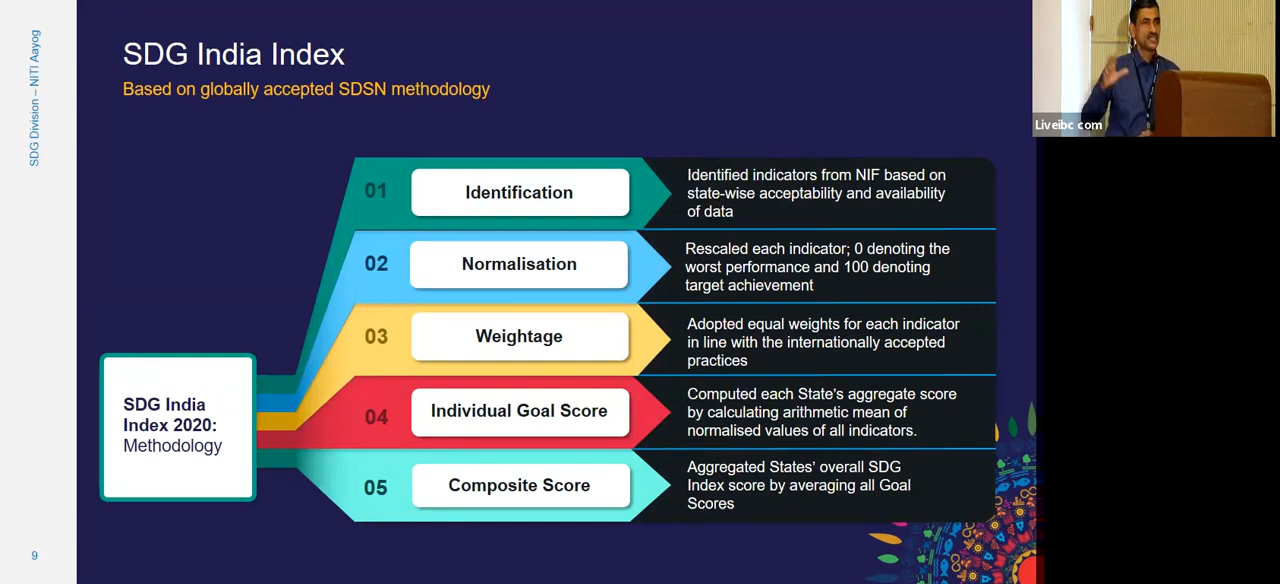 SDG Division – NITI Aayog
SDG India Index
Based on globally accepted SDSN methodology
Liveibc com
SDG India
Index 2020:
Methodology
01
Identification
Identified indicators from NIF based on
state-wise acceptability and availability
of data
02
Normalisation
Rescaled each indicator; 0 denoting the
worst performance and 100 denoting
target achievement
03
Weightage
Adopted equal weights for each indicator
in line with the internationally accepted
practices
04
Individual Goal Score
Computed each State's aggregate score
by calculating arithmetic mean of
normalised values of all indicators.
05
Composite Score
Aggregated States' overall SDG
Index score by averaging all Goal
Scores
9